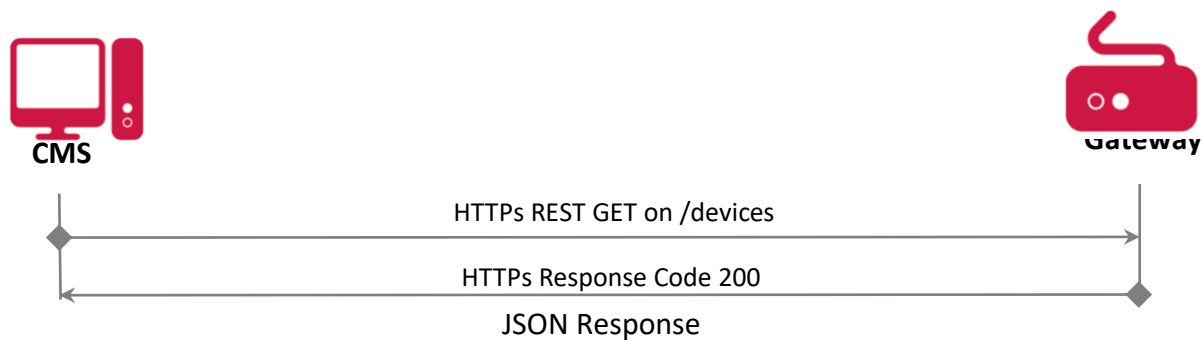 CMS
Gateway
HTTPs REST GET on /devices
HTTPs Response Code 200
JSON Response